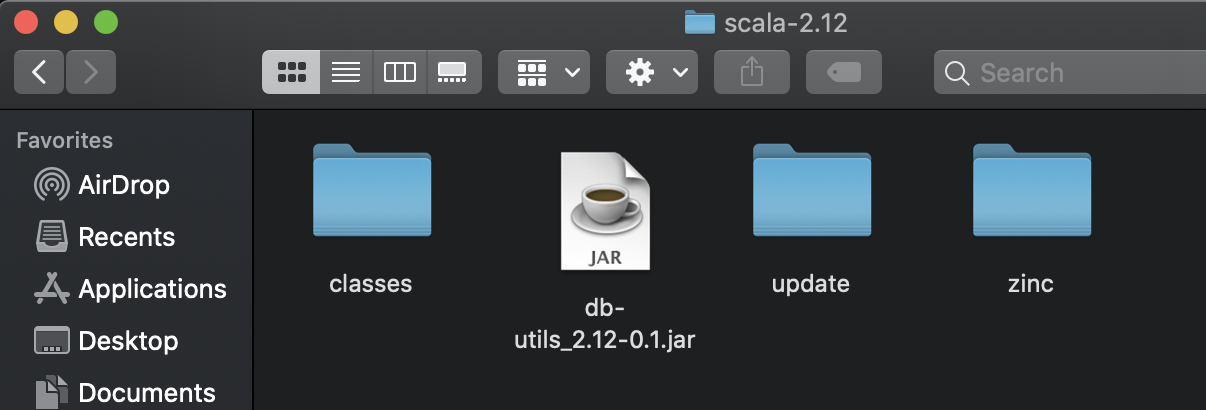 scala-2.12
Search
Favorites
AirDrop
Recents
Applications
Desktop
Documents
classes
JAR
db-
utils_2.12-0.1.jar
update
zinc